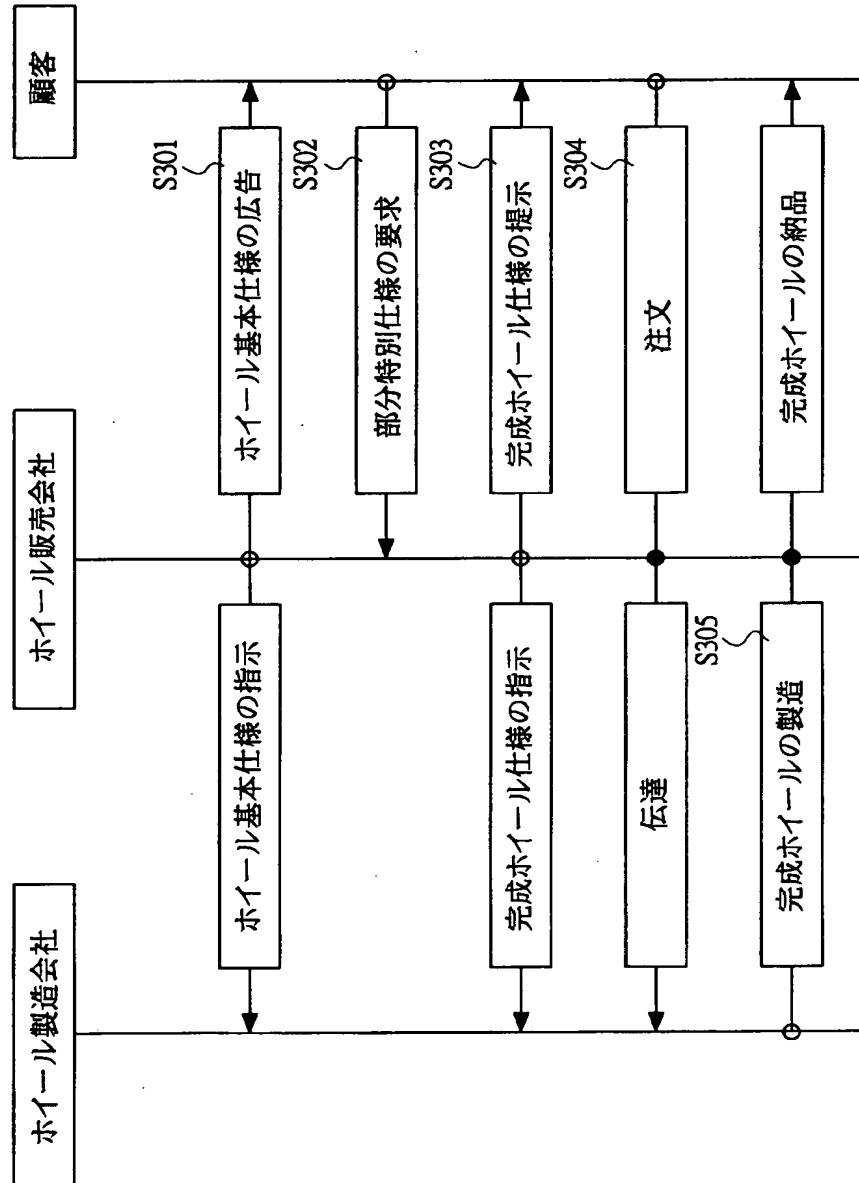 ホイール製造会社
ホイール販売会社
顧客
ホイール基本仕様の指示
ホイール基本仕様の広告
S301
部分特別仕様の要求
S302
完成ホイール仕様の指示
完成ホイール仕様の提示
S303
伝達
注文
S304
完成ホイールの製造
S305
完成ホイールの納品